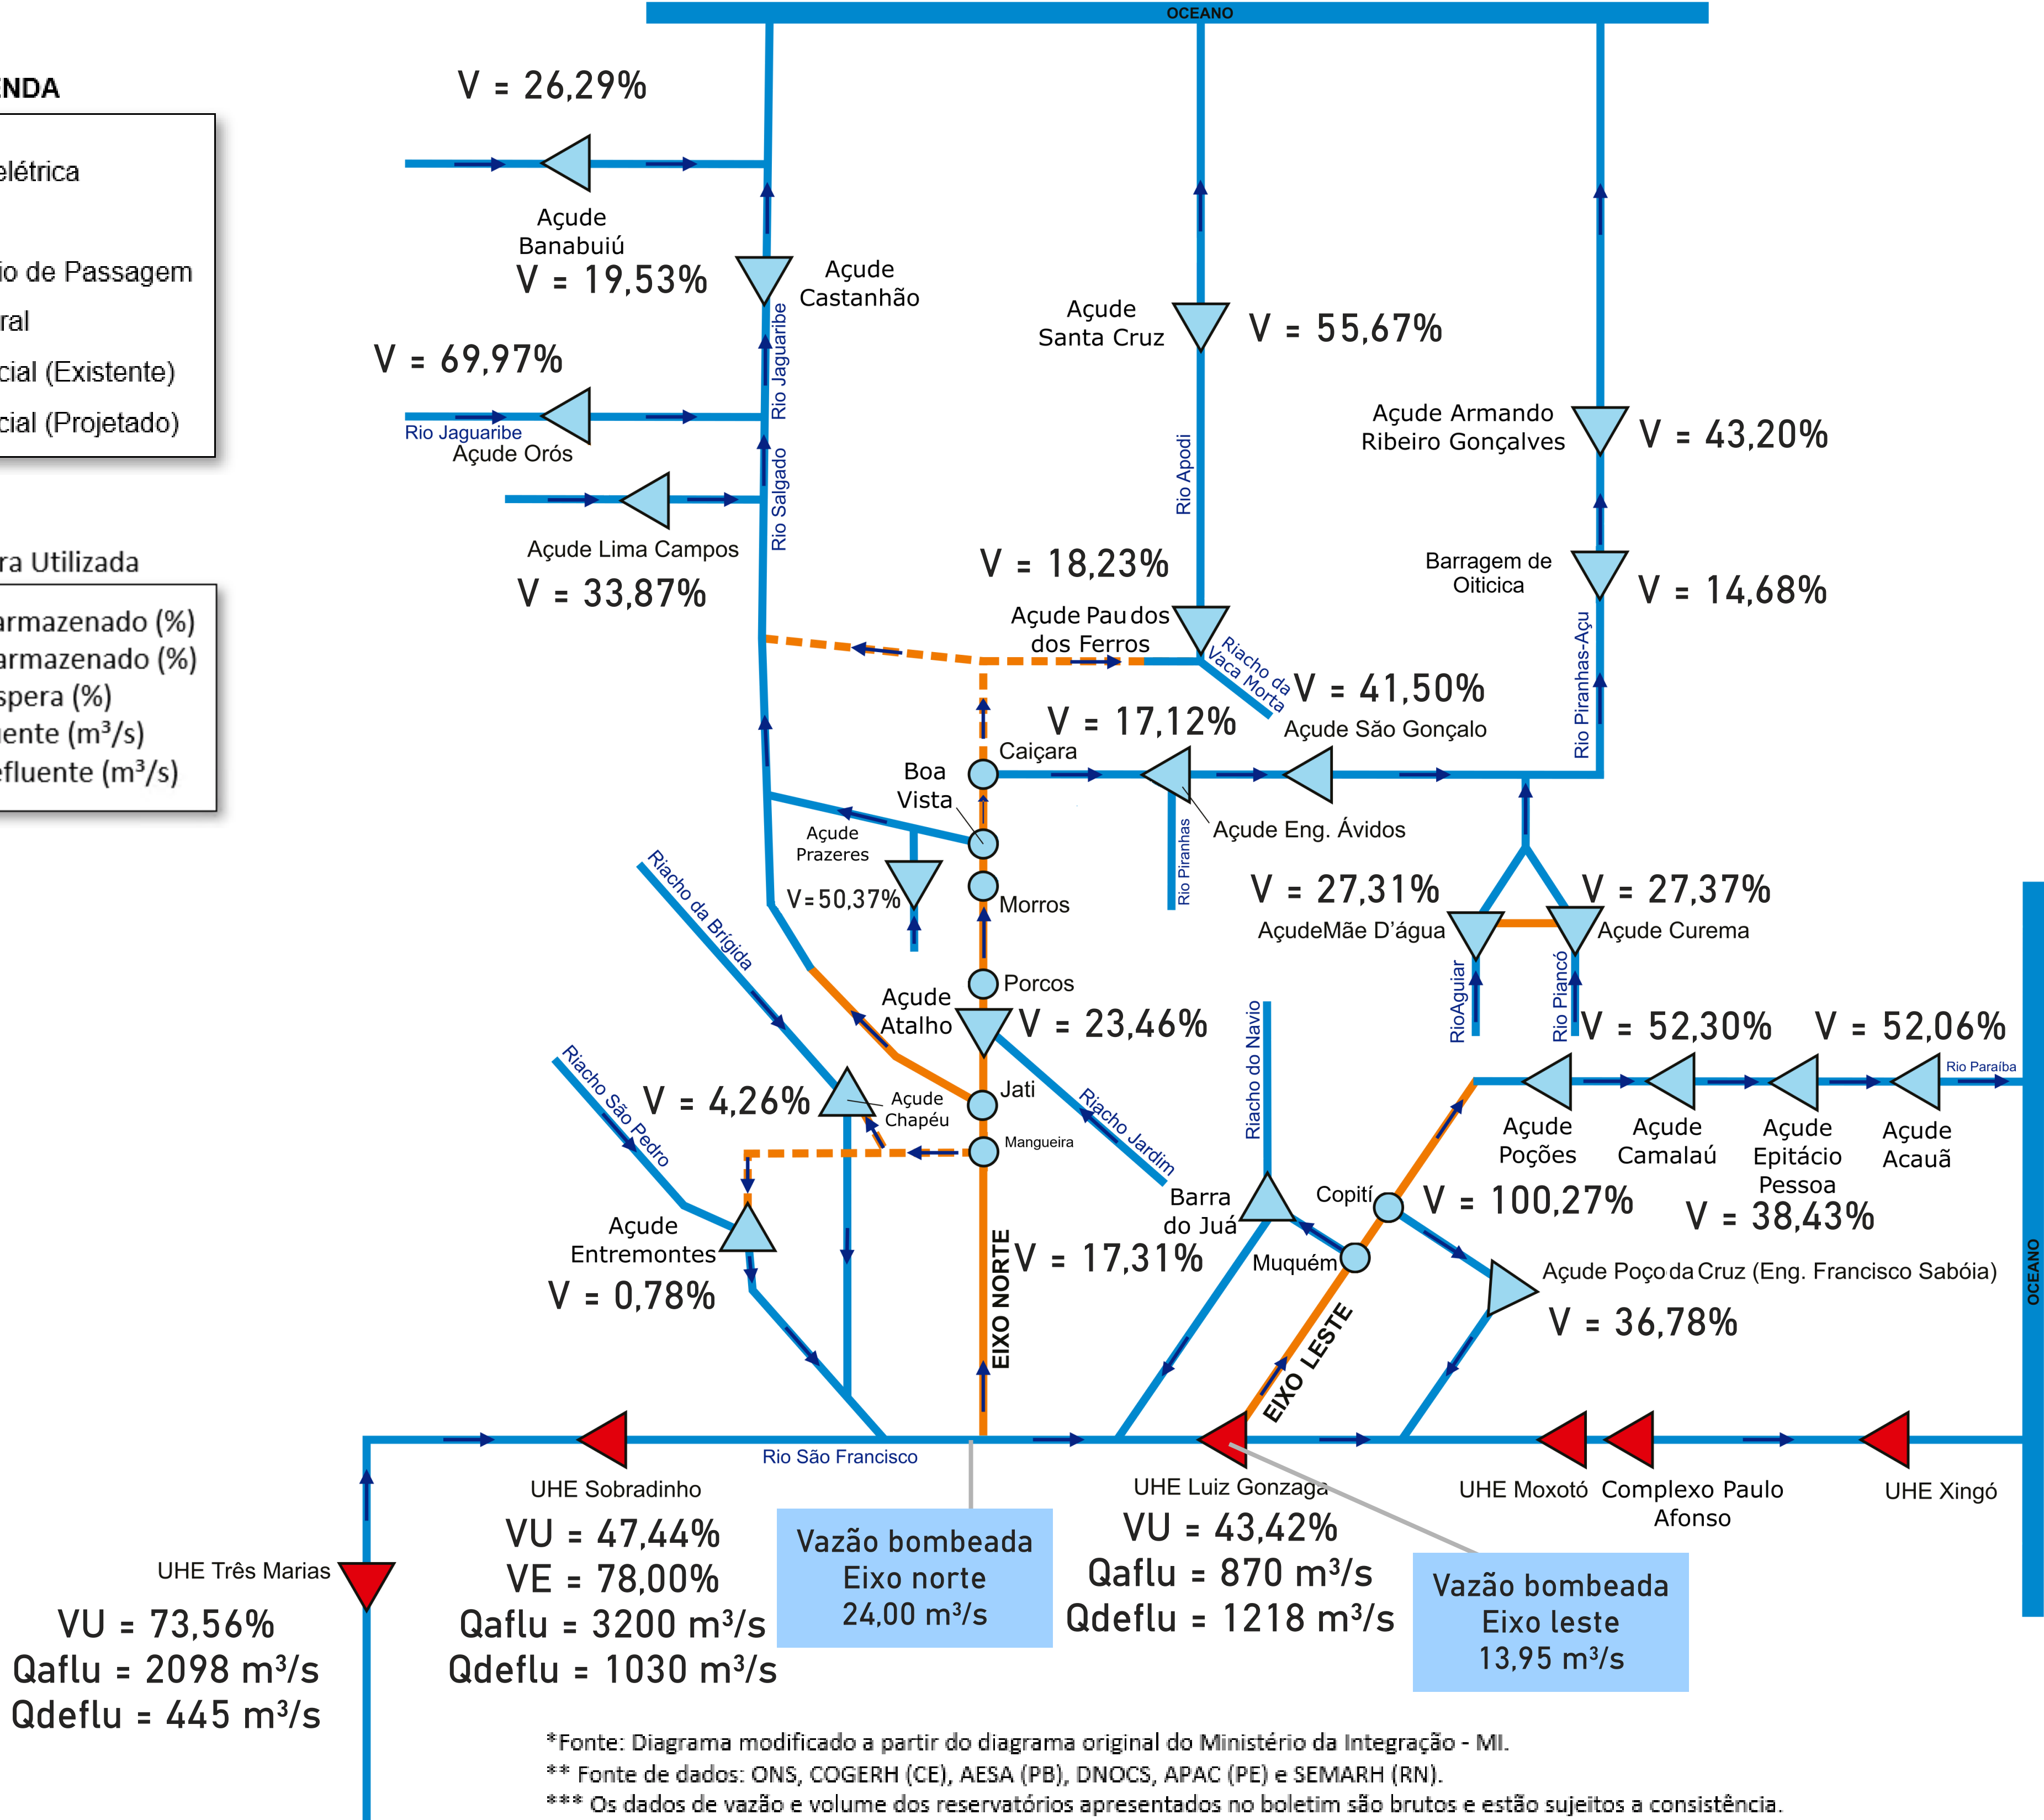 OCEANO
ENDA
elétrica
io de Passagem
ral
cial (Existente)
cial (Projetado)
ra Utilizada
armazenado (%)
armazenado (%)
spera (%)
uente (m³/s)
efluente (m³/s)
V = 26,29%
Açude
Banabuiú
V = 19,53%
Açude
Castanhão
Rio Jaguaribe
V = 69,97%
Rio Jaguaribe
Açude Orós
Rio Salgado
Açude Lima Campos
V = 33,87%
Açude
Santa Cruz
V = 55,67%
Rio Apodi
Açude Armando
Ribeiro Gonçalves
V = 43,20%
Barragem de
Oiticica
V = 14,68%
Rio Piranhas-Açu
V = 18,23%
Açude Pau dos
dos Ferros
Riacho da
Vaca Morta
V = 41,50%
Açude São Gonçalo
V = 17,12%
Caiçara
Boa
Vista
Açude Eng. Ávidos
Rio Piranhas
Açude
Prazeres
V= 50,37%
Morros
V = 27,31%
AçudeMãe D'água
V = 27,37%
Açude Curema
RioAguiar
Rio Piancó
Riacho da Brígida
Porcos
Açude
Atalho
V = 23,46%
Riacho São Pedro
V = 4,26%
Açude
Chapéu
Jati
Mangueira
Riacho Jardim
Riacho do Navio
V = 52,30%
V = 52,06%
Rio Paraíba
Açude
Poções
Açude
Camalaú
Açude
Epitácio
Pessoa
Açude
Acauã
V = 100,27%
V = 38,43%
Barra
do Juá
Copití
Muquém
V = 17,31%
Açude
Entremontes
V = 0,78%
EIXO NORTE
EIXO LESTE
Açude Poço da Cruz (Eng. Francisco Sabóia)
V = 36,78%
OCEANO
Rio São Francisco
UHE Sobradinho
VU = 47,44%
VE = 78,00%
Qaflu = 3200 m³/s
Qdeflu = 1030 m³/s
Vazão bombeada
Eixo norte
24,00 m³/s
UHE Luiz Gonzaga
VU = 43,42%
Qaflu = 870 m³/s
Qdeflu = 1218 m³/s
Vazão bombeada
Eixo leste
13,95 m³/s
UHE Moxotó
Complexo Paulo
Afonso
UHE Xingó
UHE Três Marias
VU = 73,56%
Qaflu = 2098 m³/s
Qdeflu = 445 m³/s
*Fonte: Diagrama modificado a partir do diagrama original do Ministério da Integração - MI.
** Fonte de dados: ONS, COGERH (CE), AESA (PB), DNOCS, APAC (PE) e SEMARH (RN).
*** Os dados de vazão e volume dos reservatórios apresentados no boletim são brutos e estão sujeitos a consistência.